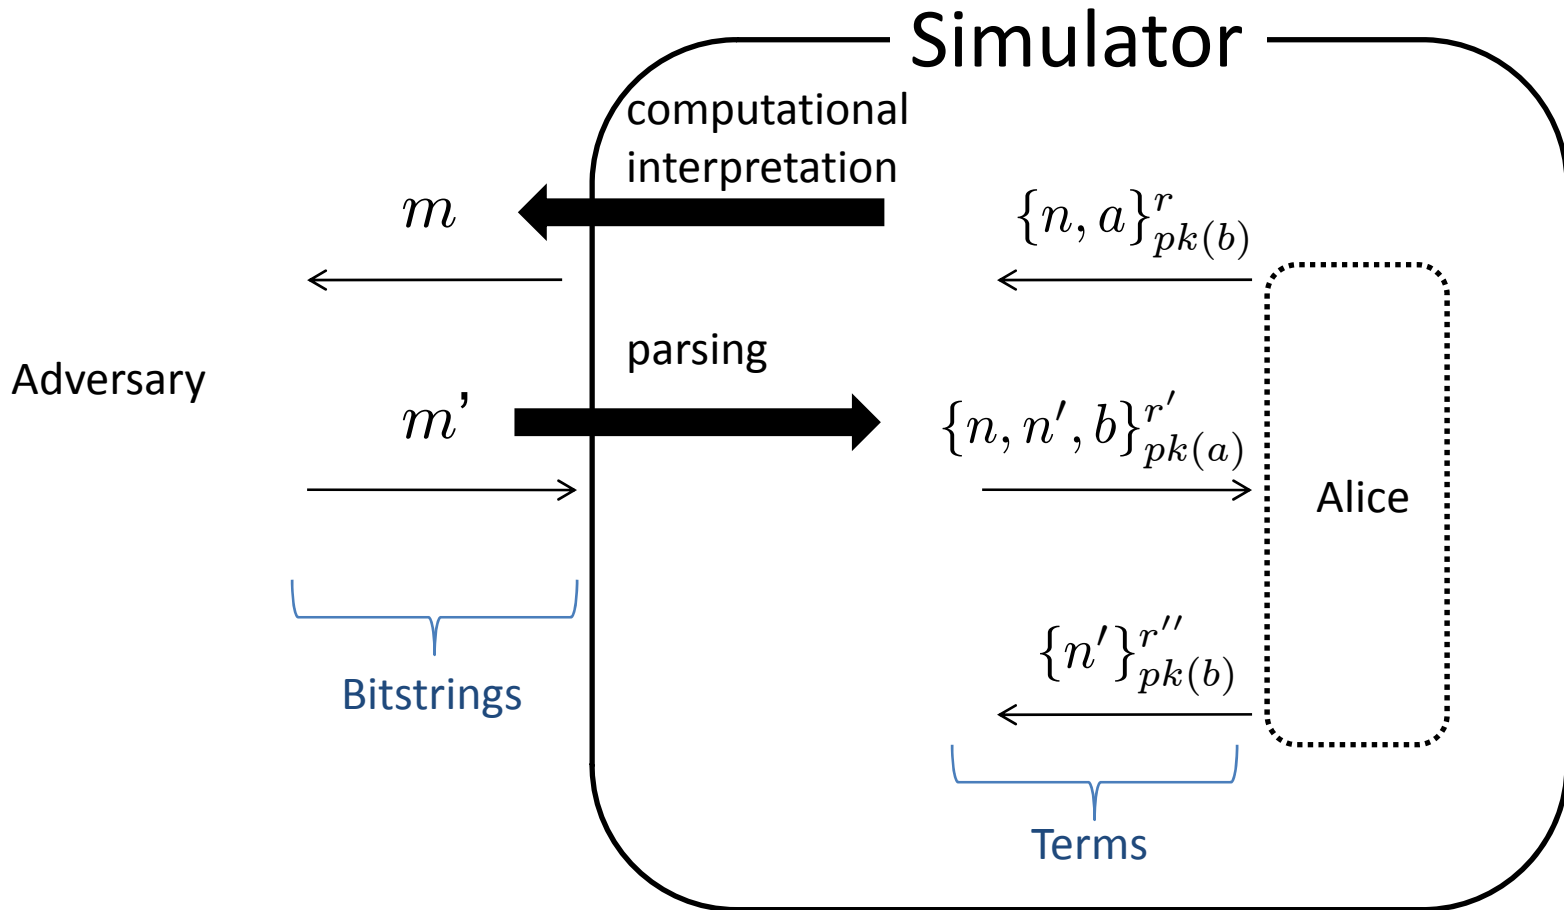 Simulator
computational
interpretation
m
{n, a}^r_{pk(b)}
parsing
Adversary
m’
{n, n′, b}^{r′}_{pk(a)}
Alice
{n′}^{r′′}_{pk(b)}
Bitstrings
Terms